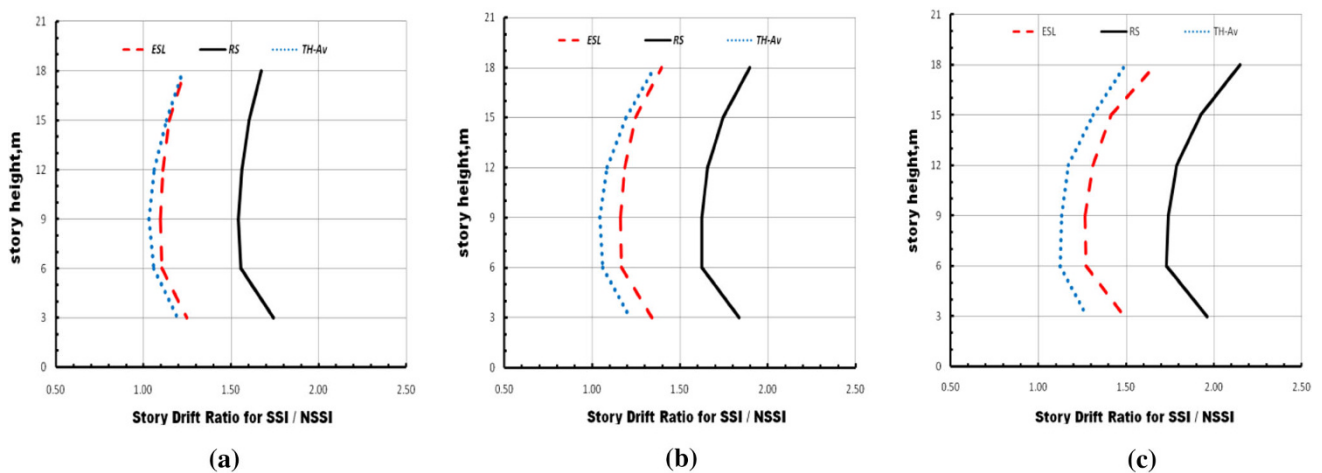 21
18
15
12
9
6
3
0
story height,m
ESL RS TH-Av
0.50 1.00 1.50 2.00 2.50
Story Drift Ratio for SSI / NSSI
(a)
21
18
15
12
9
6
3
0
story height,m
ESL RS TH-Av
0.50 1.00 1.50 2.00 2.50
Story Drift Ratio for SSI / NSSI
(b)
21
18
15
12
9
6
3
0
story height,m
ESL RS TH-Av
0.50 1.00 1.50 2.00 2.50
Story Drift Ratio for SSI / NSSI
(c)